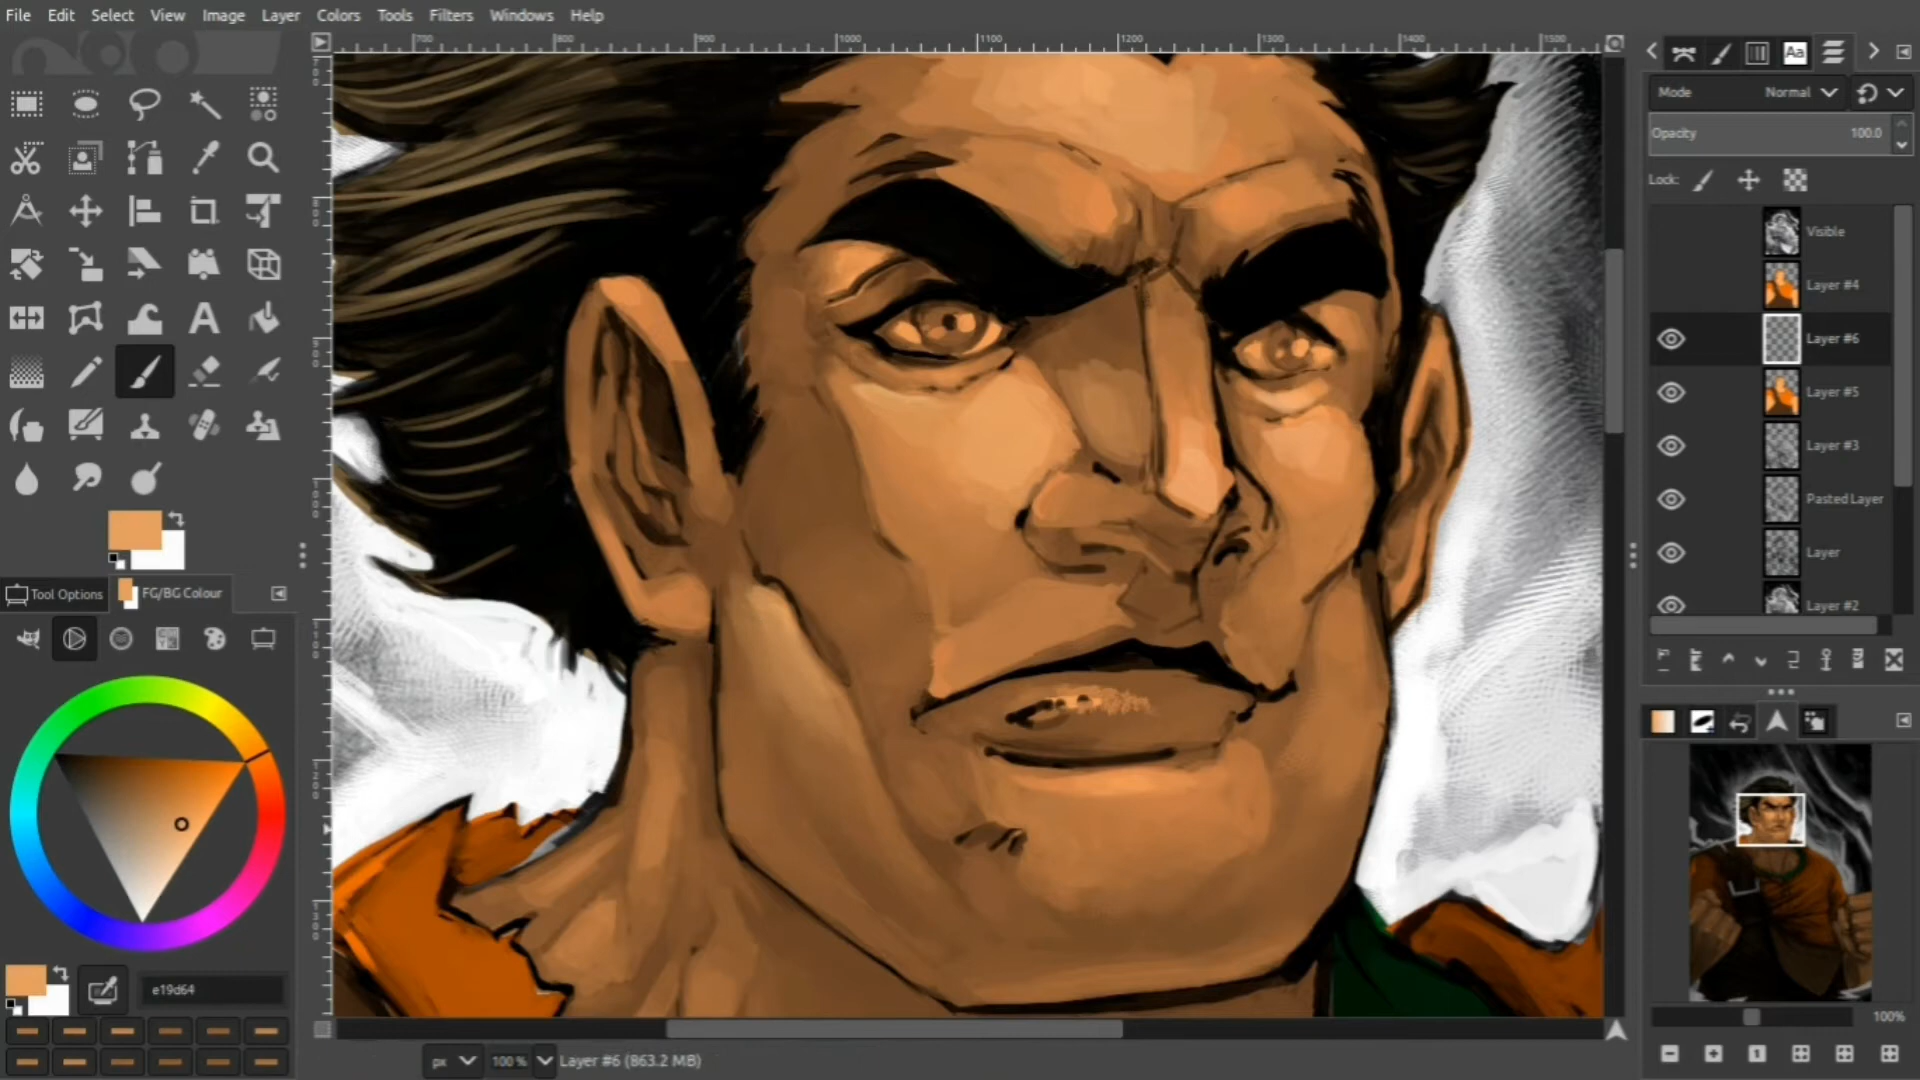 File Edit Select View Image Layer Colors Tools Filters Windows Help
700 800 900 1000 1100 1200 1300 1400 1500
Aa
Mode Normal
Opacity 100.0
Lock:
Visible
Layer #4
Layer #6
Layer #5
Layer #3
Pasted Layer
Layer
Layer #2
Tool Options FG/BG Colour
e19d64
100%
px 100 % Layer #6 (863.2 MB)